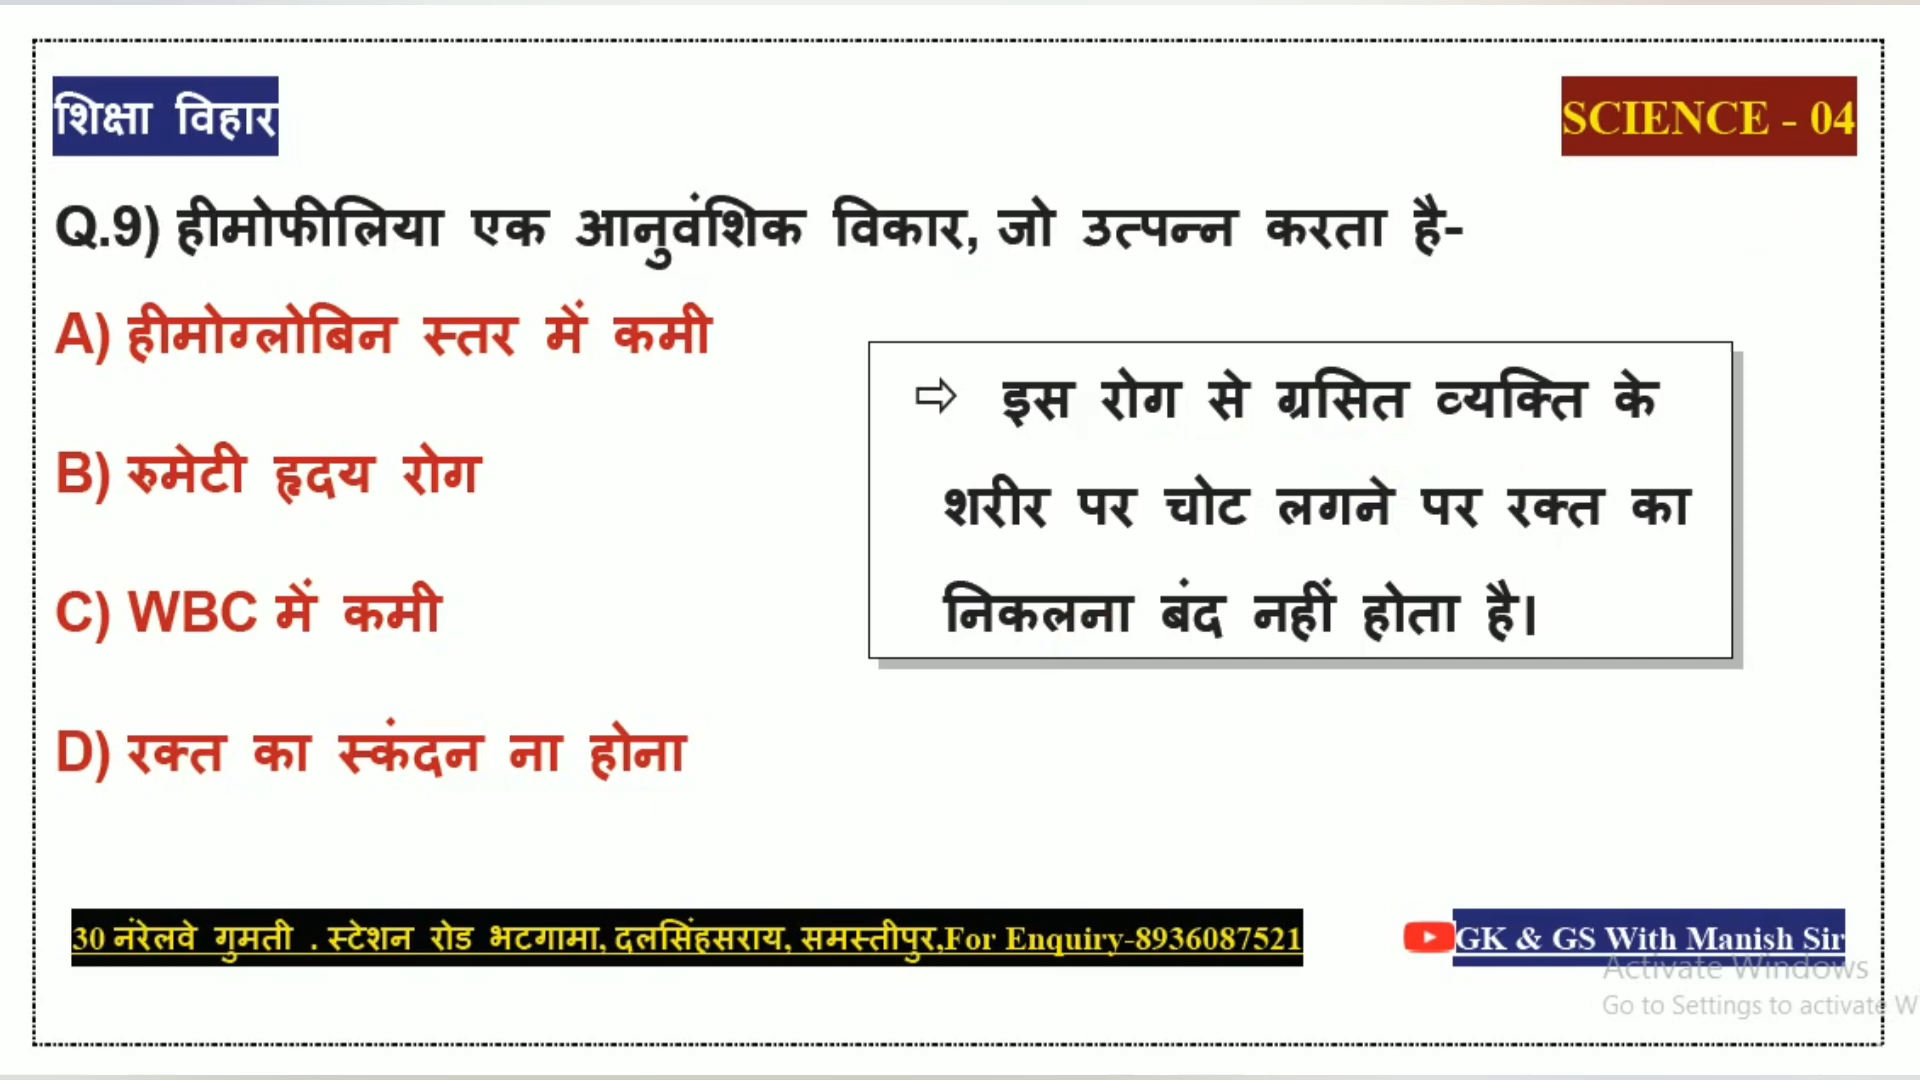 शिक्षा विहार
SCIENCE - 04
Q.9) हीमोफीलिया एक आनुवंशिक विकार, जो उत्पन्न करता है-
A) हीमोग्लोबिन स्तर में कमी
B) रुमेटी हृदय रोग
C) WBC में कमी
D) रक्त का स्कंदन ना होना
⇨ इस रोग से ग्रसित व्यक्ति के
शरीर पर चोट लगने पर रक्त का
निकलना बंद नहीं होता है।
30 नंरेलवे गुमती . स्टेशन रोड भटगामा, दलसिंहसराय, समस्तीपुर,For Enquiry-8936087521
GK & GS With Manish Sir
Activate Windows
Go to Settings to activate W